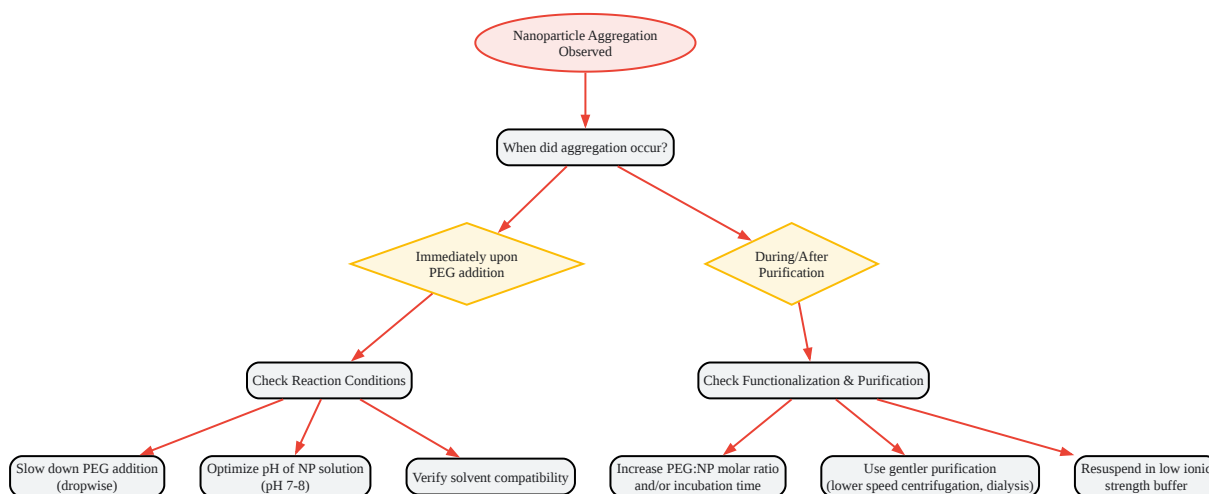 Nanoparticle Aggregation
Observed
When did aggregation occur?
Immediately upon
PEG addition
During/After
Purification
Check Reaction Conditions
Check Functionalization & Purification
Slow down PEG addition
(dropwise)
Optimize pH of NP solution
(pH 7-8)
Verify solvent compatibility
Increase PEG:NP molar ratio
and/or incubation time
Use gentler purification
(lower speed centrifugation, dialysis)
Resuspend in low ionic
strength buffer